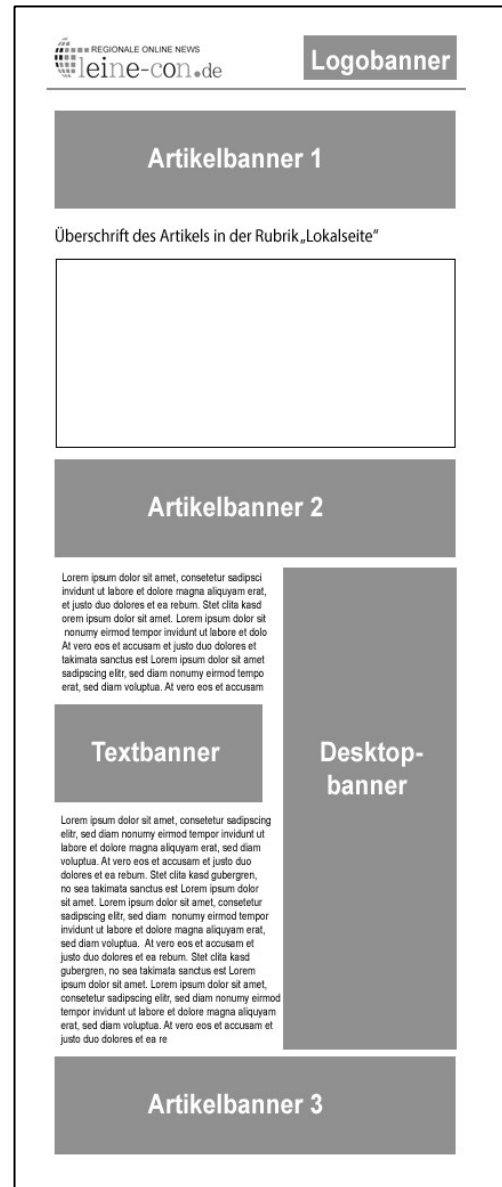 REGIONALE ONLINE NEWS
leine-con.de
Logobanner
Artikelbanner 1
Überschrift des Artikels in der Rubrik „Lokalseite“
Artikelbanner 2
Lorem ipsum dolor sit amet, consetetur sadipsci
invidunt ut labore et dolore magna aliquyam erat,
et justo duo dolores et ea rebum. Stet clita kasd
orem ipsum dolor sit amet. Lorem ipsum dolor sit
nonumy eirmod tempor invidunt ut labore et dolo
At vero eos et accusam et justo duo dolores et
takimata sanctus est Lorem ipsum dolor sit amet
sadipscing elitr, sed diam nonumy eirmod tempo
erat, sed diam voluptua. At vero eos et accusam
Textbanner
Desktop-
banner
Lorem ipsum dolor sit amet, consetetur sadipscing
elitr, sed diam nonumy eirmod tempor invidunt ut
labore et dolore magna aliquyam erat, sed diam
voluptua. At vero eos et accusam et justo duo
dolores et ea rebum. Stet clita kasd gubergren,
no sea takimata sanctus est Lorem ipsum dolor
sit amet. Lorem ipsum dolor sit amet, consetetur
sadipscing elitr, sed diam  nonumy eirmod tempor
invidunt ut labore et dolore magna aliquyam erat,
sed diam voluptua.  At vero eos et accusam et
justo duo dolores et ea rebum. Stet clita kasd
gubergren, no sea takimata sanctus est Lorem
ipsum dolor sit amet. Lorem ipsum dolor sit amet,
consetetur sadipscing elitr, sed diam nonumy eirmod
tempor invidunt ut labore et dolore magna aliquyam
erat, sed diam voluptua. At vero eos et accusam et
justo duo dolores et ea re
Artikelbanner 3